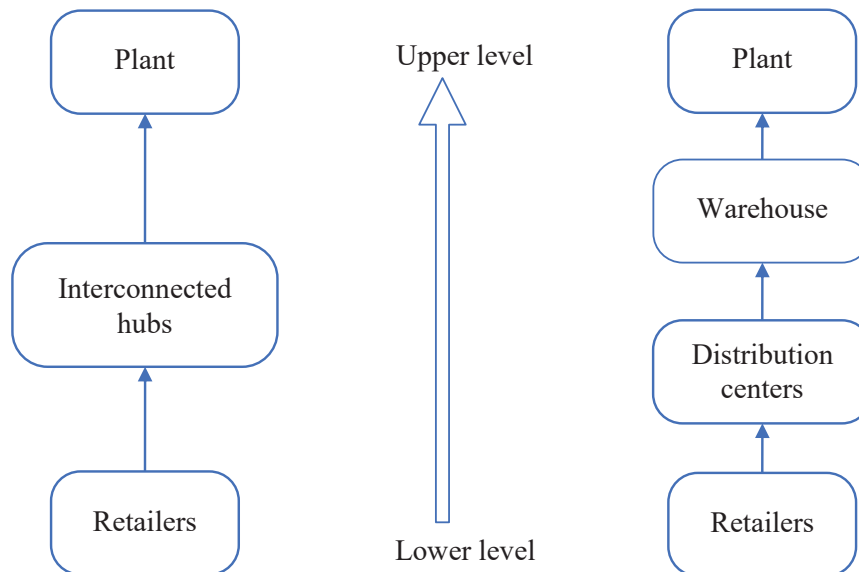 Plant
Interconnected
hubs
Retailers
Upper level
Lower level
Plant
Warehouse
Distribution
centers
Retailers